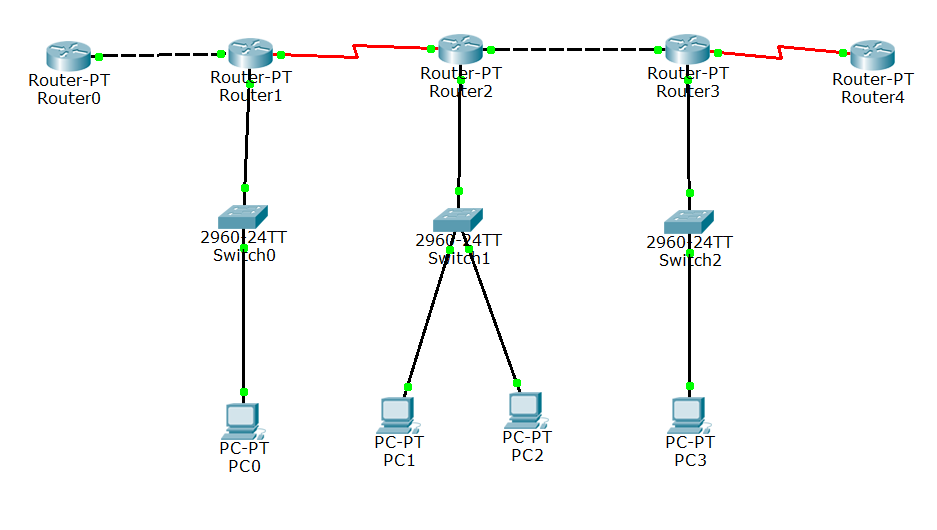 Router-PT
Router0
Router-PT
Router1
Router-PT
Router2
Router-PT
Router3
Router-PT
Router4
2960-24TT
Switch0
2960-24TT
Switch1
2960-24TT
Switch2
PC-PT
PC0
PC-PT
PC1
PC-PT
PC2
PC-PT
PC3